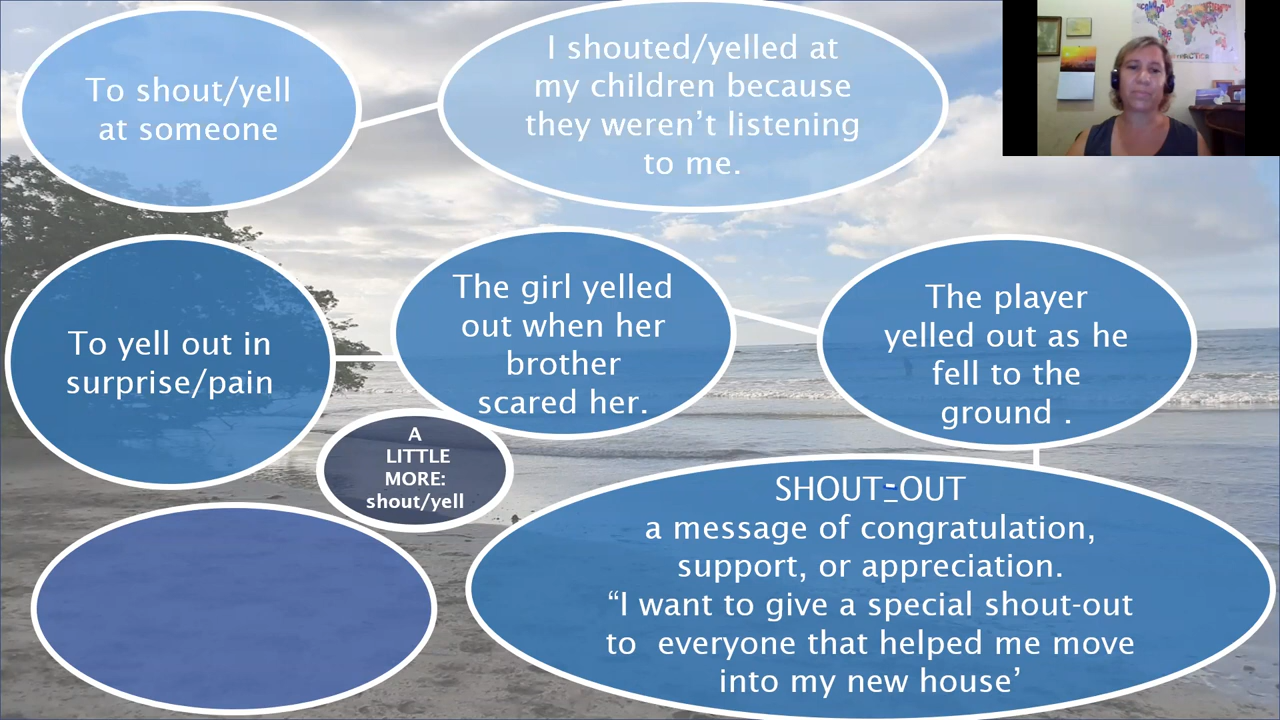 To shout/yell
at someone
I shouted/yelled at
my children because
they weren’t listening
to me.
To yell out in
surprise/pain
The girl yelled
out when her
brother
scared her.
The player
yelled out as he
fell to the
ground .
A
LITTLE
MORE:
shout/yell
SHOUT-OUT
a message of congratulation,
support, or appreciation.
“I want to give a special shout-out
to  everyone that helped me move
into my new house’